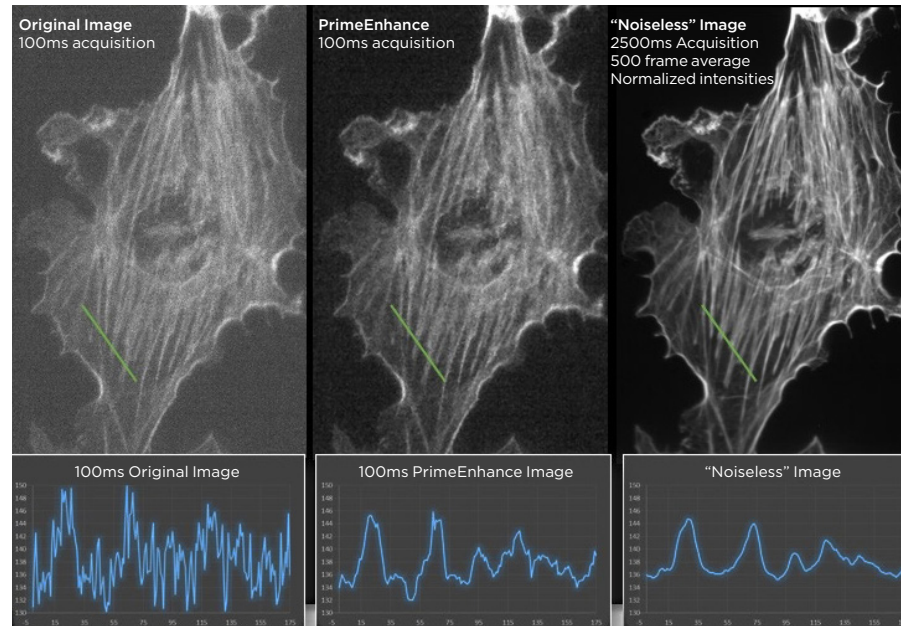 Original Image
100ms acquisition
PrimeEnhance
100ms acquisition
“Noiseless” Image
2500ms Acquisition
500 frame average
Normalized intensities
100ms Original Image
150
148
146
144
142
140
138
136
134
132
130
-5 15 35 55 75 95 115 135 155 175
100ms PrimeEnhance Image
150
148
146
144
142
140
138
136
134
132
130
-5 15 35 55 75 95 115 135 155 175
“Noiseless” Image
150
148
146
144
142
140
138
136
134
132
130
-5 15 35 55 75 95 115 135 155 175